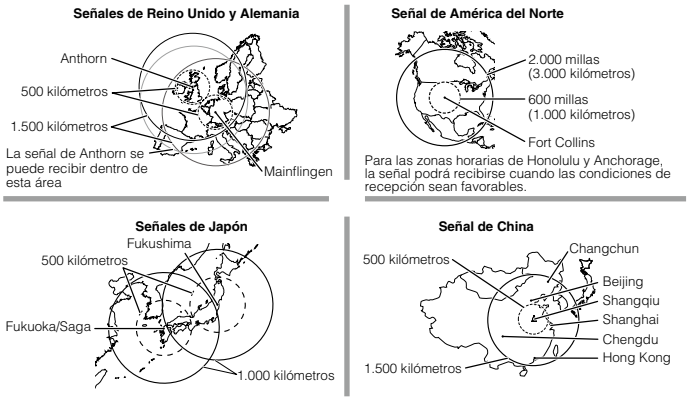 Señales de Reino Unido y Alemania
Anthorn
500 kilómetros
1.500 kilómetros
La señal de Anthorn se
puede recibir dentro de
esta área
Mainflingen
Señal de América del Norte
2.000 millas
(3.000 kilómetros)
600 millas
(1.000 kilómetros)
Fort Collins
Para las zonas horarias de Honolulu y Anchorage,
la señal podrá recibirse cuando las condiciones de
recepción sean favorables.
Señales de Japón
Fukushima
500 kilómetros
Fukuoka/Saga
1.000 kilómetros
Señal de China
500 kilómetros
Changchun
Beijing
Shangqiu
Shanghai
Chengdu
Hong Kong
1.500 kilómetros